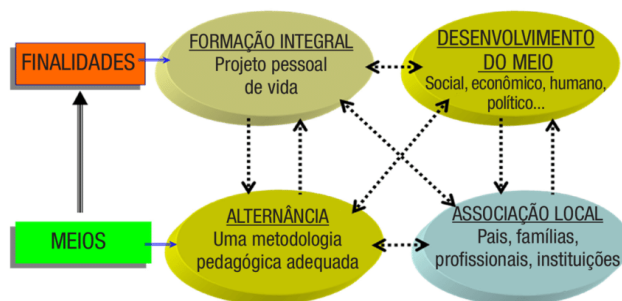 FINALIDADES
FORMAÇÃO INTEGRAL
Projeto pessoal
de vida
DESENVOLVIMENTO
DO MEIO
Social, econômico, humano,
político...
MEIOS
ALTERNÂNCIA
Uma metodologia
pedagógica adequada
ASSOCIAÇÃO LOCAL
Pais, famílias,
profissionais, instituições